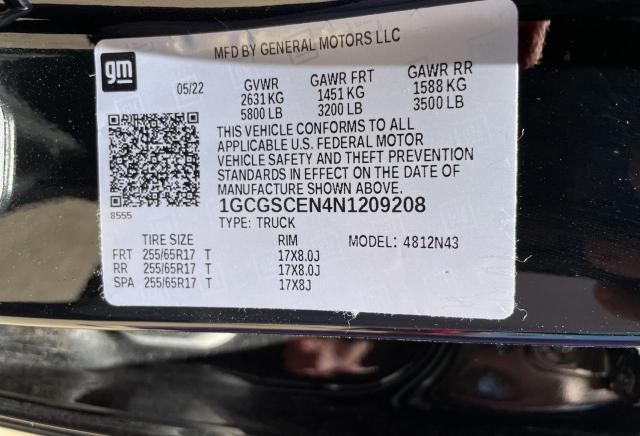 MFD BY GENERAL MOTORS LLC
gm
05/22 GVWR GAWR FRT GAWR RR
2631 KG 1451 KG 1588 KG
5800 LB 3200 LB 3500 LB
THIS VEHICLE CONFORMS TO ALL
APPLICABLE U.S. FEDERAL MOTOR
VEHICLE SAFETY AND THEFT PREVENTION
STANDARDS IN EFFECT ON THE DATE OF
MANUFACTURE SHOWN ABOVE.
8555
1GCGSCEN4N1209208
TYPE: TRUCK
TIRE SIZE RIM MODEL: 4812N43
FRT 255/65R17 T 17X8.0J
RR 255/65R17 T 17X8.0J
SPA 255/65R17 T 17X8J